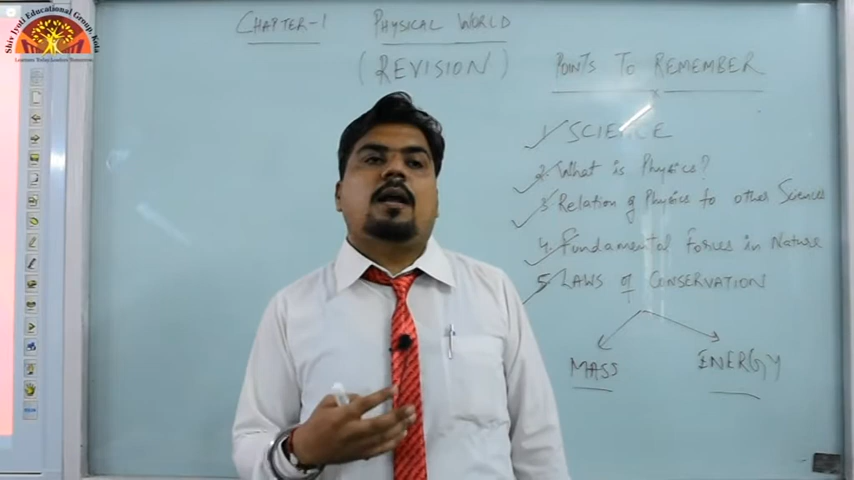 Shiv Jyoti Educational Group, Kota
CHAPTER-1 PHYSICAL WORLD
(REVISION)
POINTS TO REMEMBER
1 SCIENCE
2. What is Physics?
3 Relation of Physics to other Sciences
4. Fundamental forces in Nature
5 LAWS of CONSERVATION
MASS ENERGY